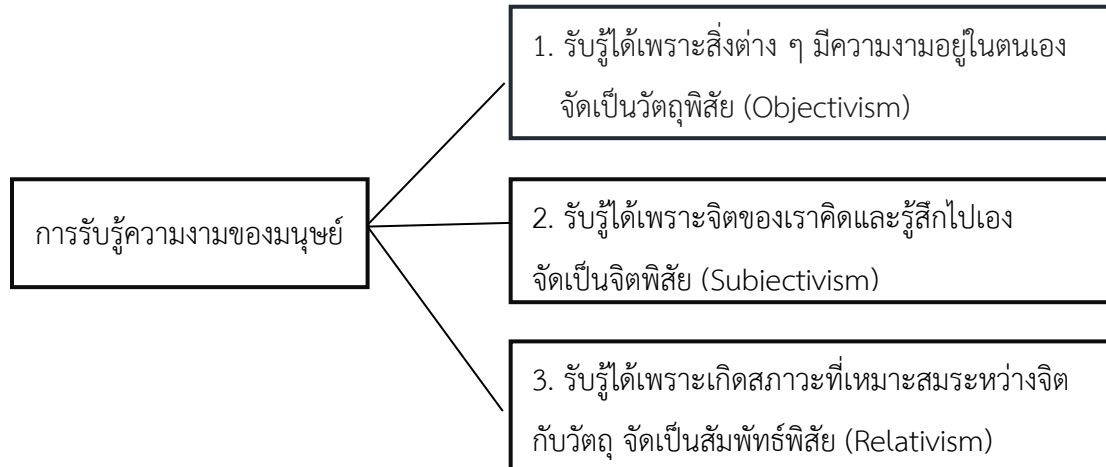 การรับรู้ความงามของมนุษย์
1. รับรู้ได้เพราะสิ่งต่าง ๆ มีความงามอยู่ในตนเอง
จัดเป็นวัตถุพิสัย (Objectivism)
2. รับรู้ได้เพราะจิตของเราคิดและรู้สึกไปเอง
จัดเป็นจิตพิสัย (Subjectivism)
3. รับรู้ได้เพราะเกิดสภาวะที่เหมาะสมระหว่างจิต
กับวัตถุ จัดเป็นสัมพัทธ์พิสัย (Relativism)